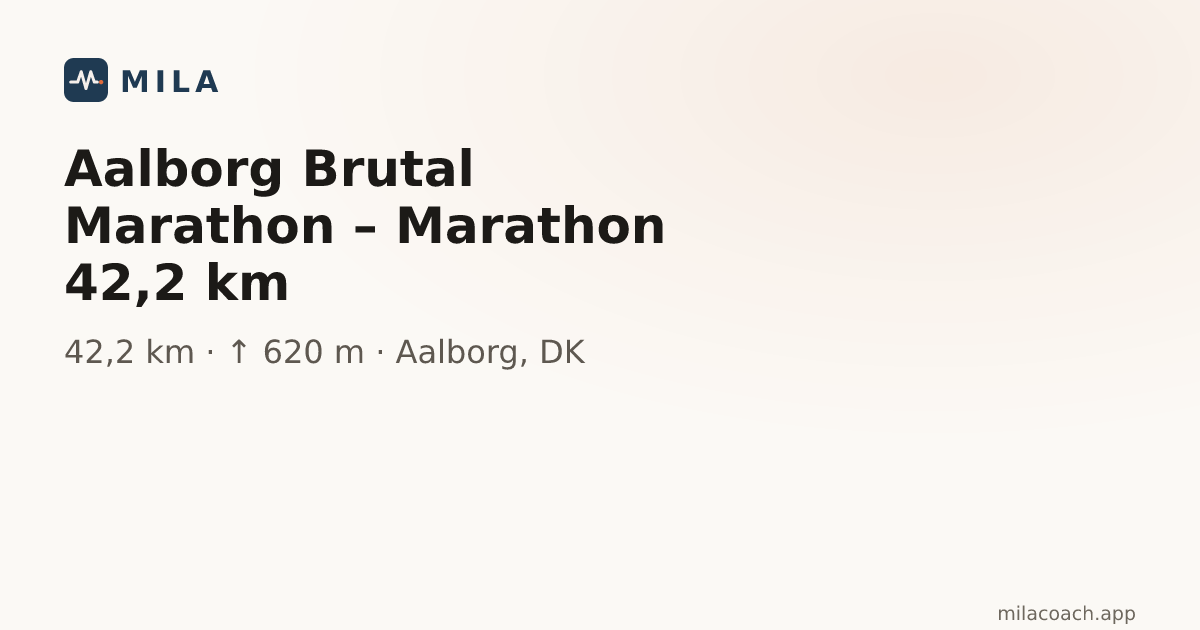 MILA
Aalborg Brutal
Marathon – Marathon
42,2 km
42,2 km · ↑ 620 m · Aalborg, DK
milacoach.app